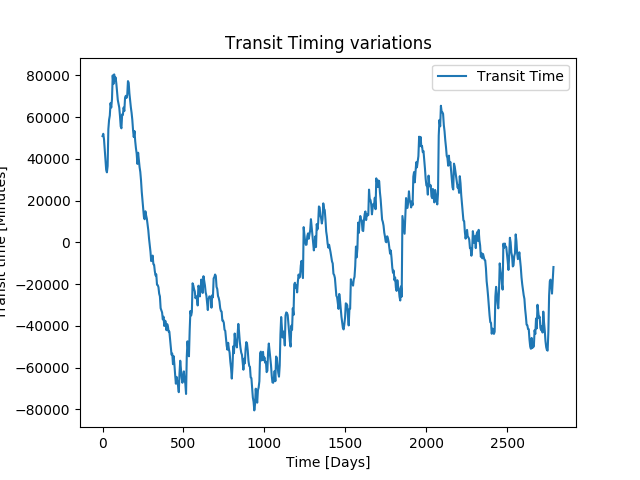 Transit Timing variations
Transit Time
80000
60000
40000
20000
0
−20000
−40000
−60000
−80000
Transit time [Minutes]
0 500 1000 1500 2000 2500
Time [Days]